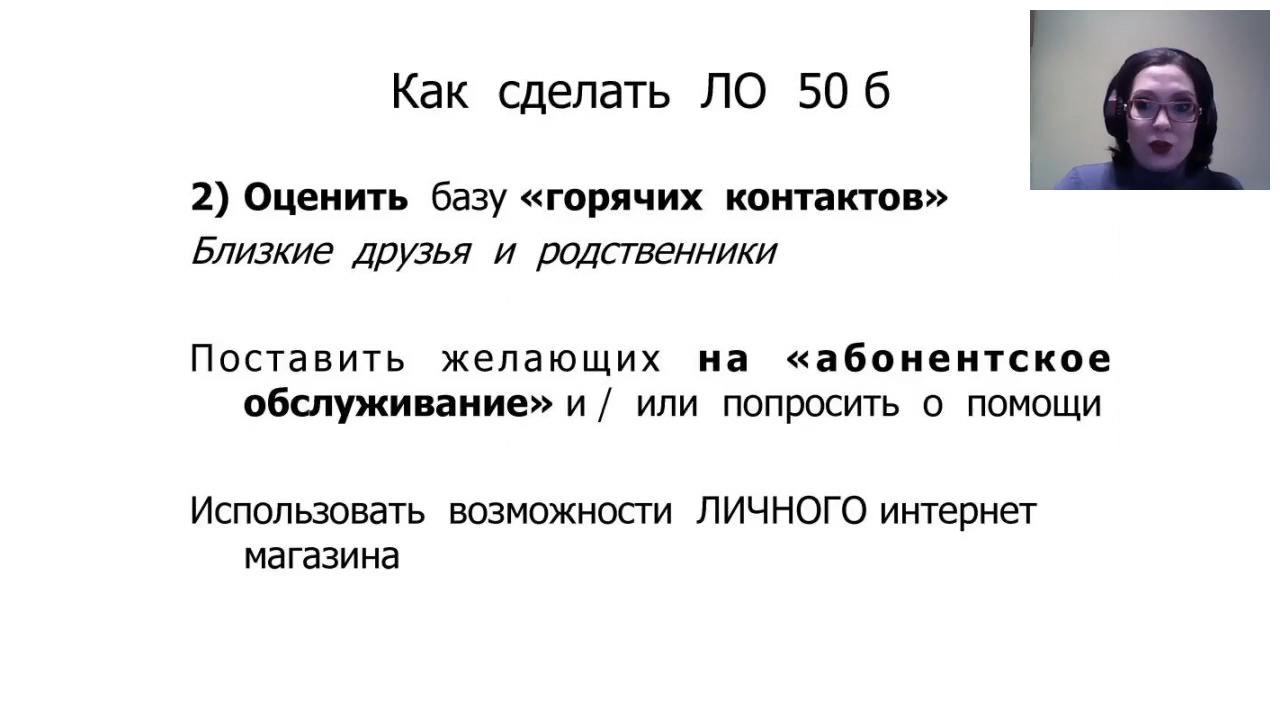 Как сделать ЛО 50 б
2) Оценить базу «горячих контактов»
Близкие друзья и родственники
Поставить желающих на «абонентское
обслуживание» и / или попросить о помощи
Использовать возможности ЛИЧНОГО интернет
магазина